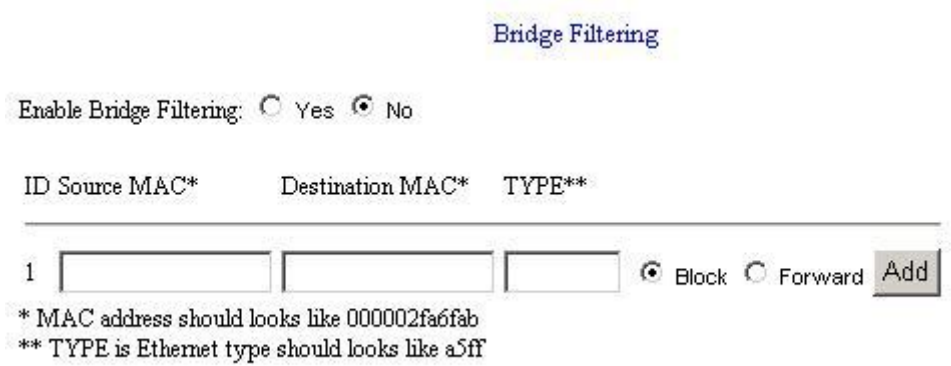 Bridge Filtering
Enable Bridge Filtering: Yes No
ID Source MAC* Destination MAC* TYPE**
1 Block Forward Add
* MAC address should looks like 000002fa6fab
** TYPE is Ethernet type should looks like a5ff